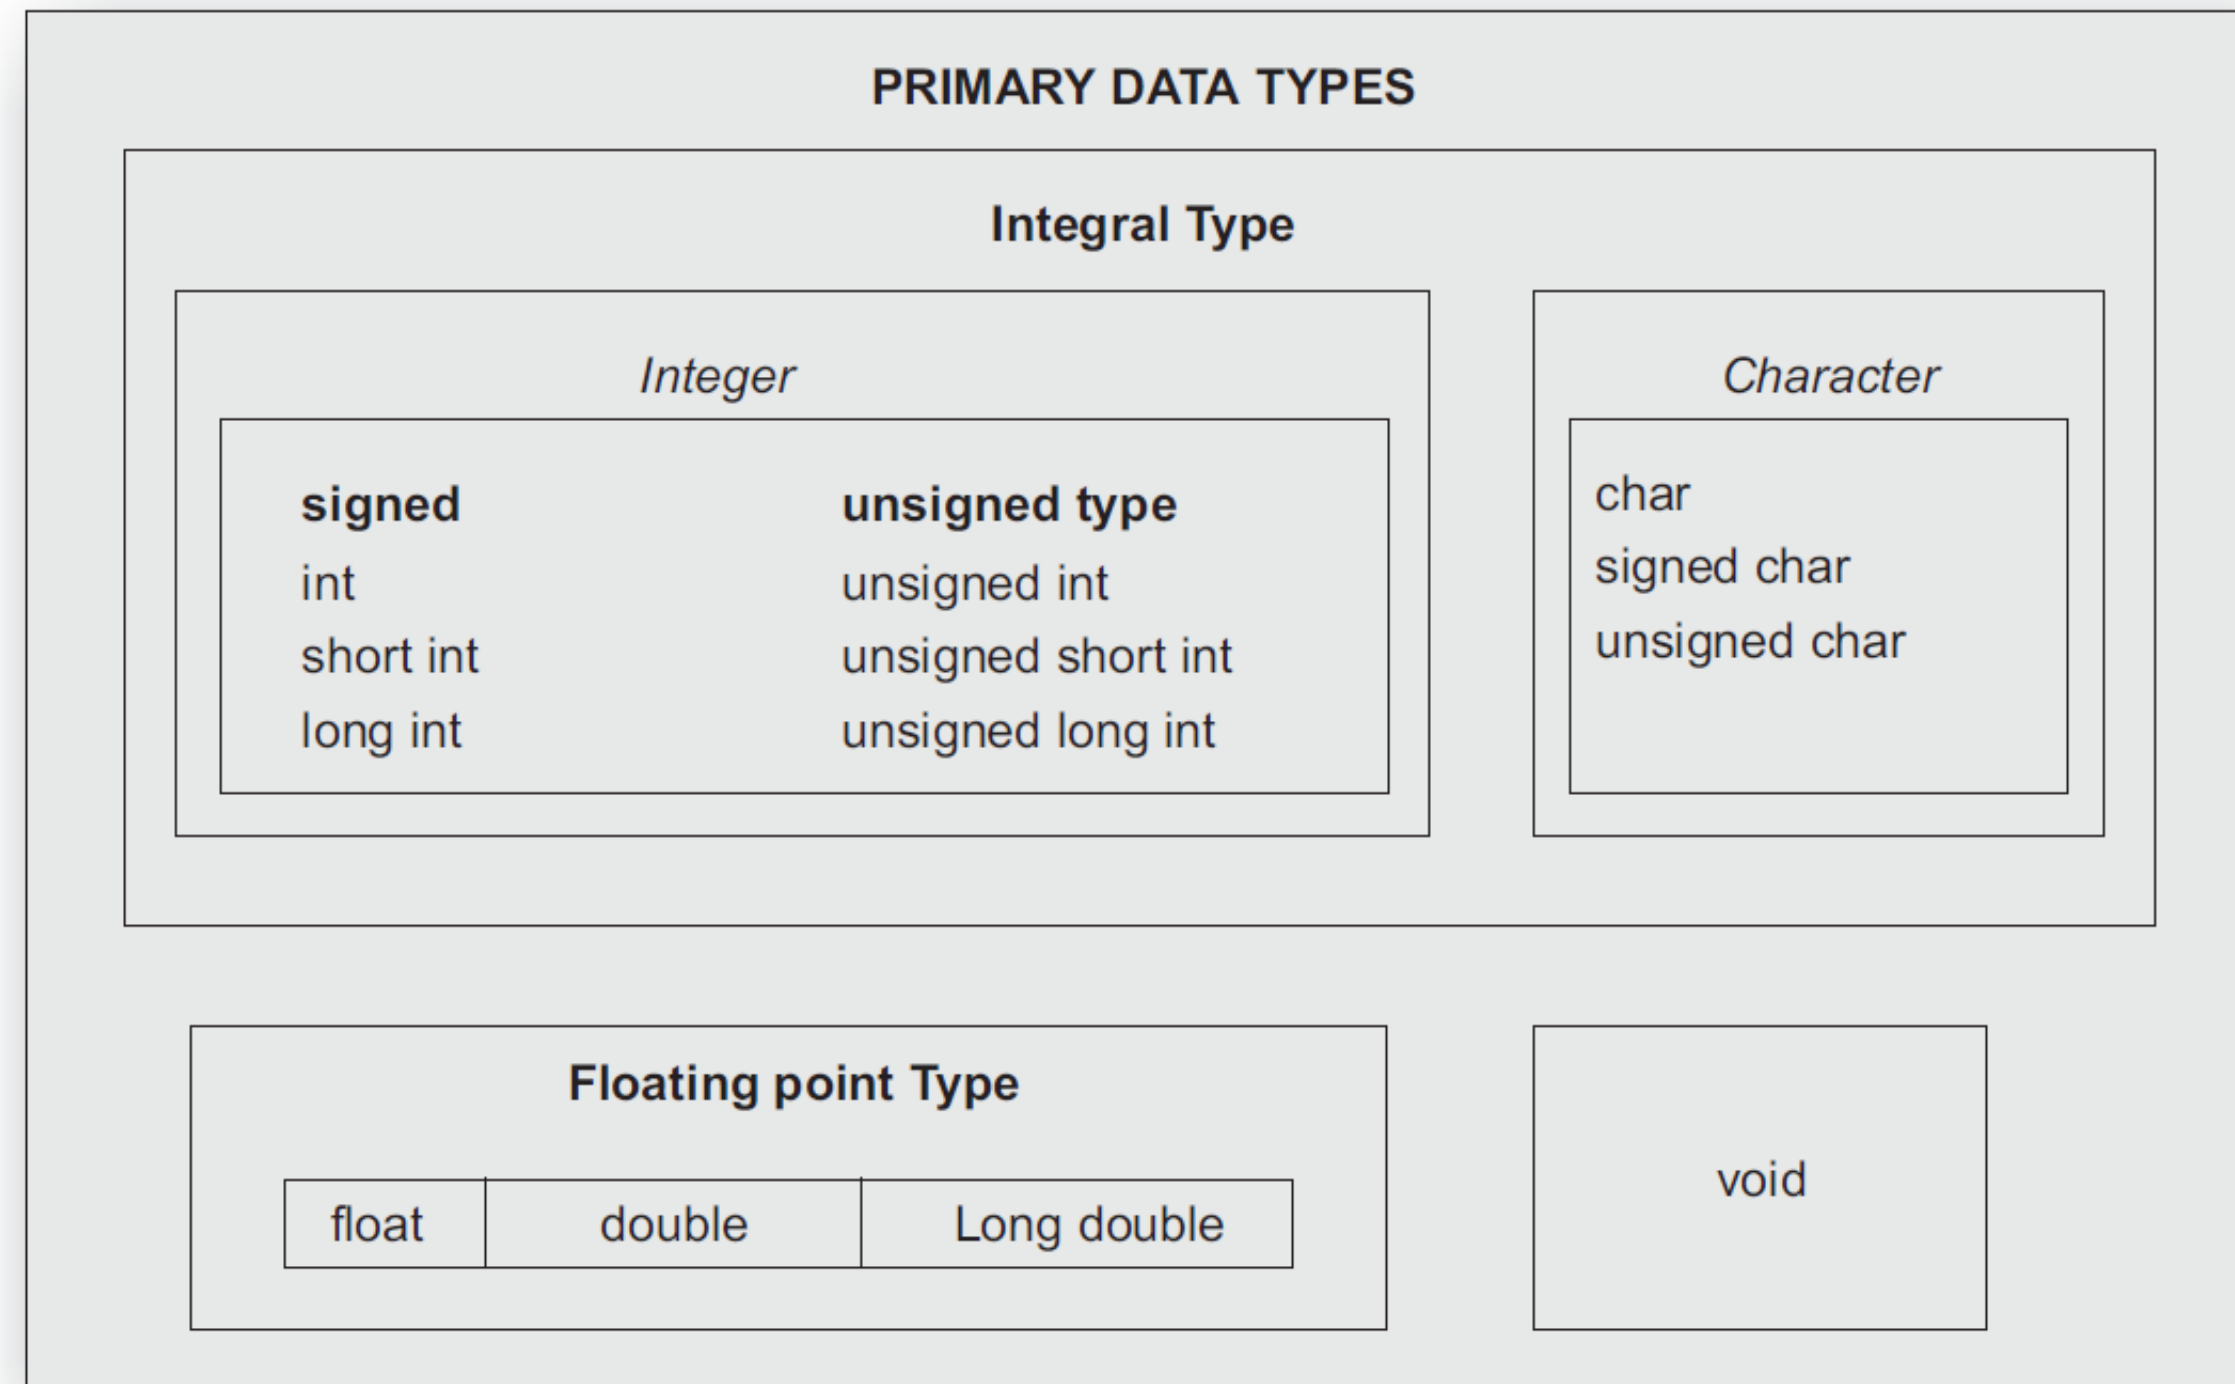 PRIMARY DATA TYPES
Integral Type
Integer
signed unsigned type
int unsigned int
short int unsigned short int
long int unsigned long int
Character
char
signed char
unsigned char
Floating point Type
float double Long double
void